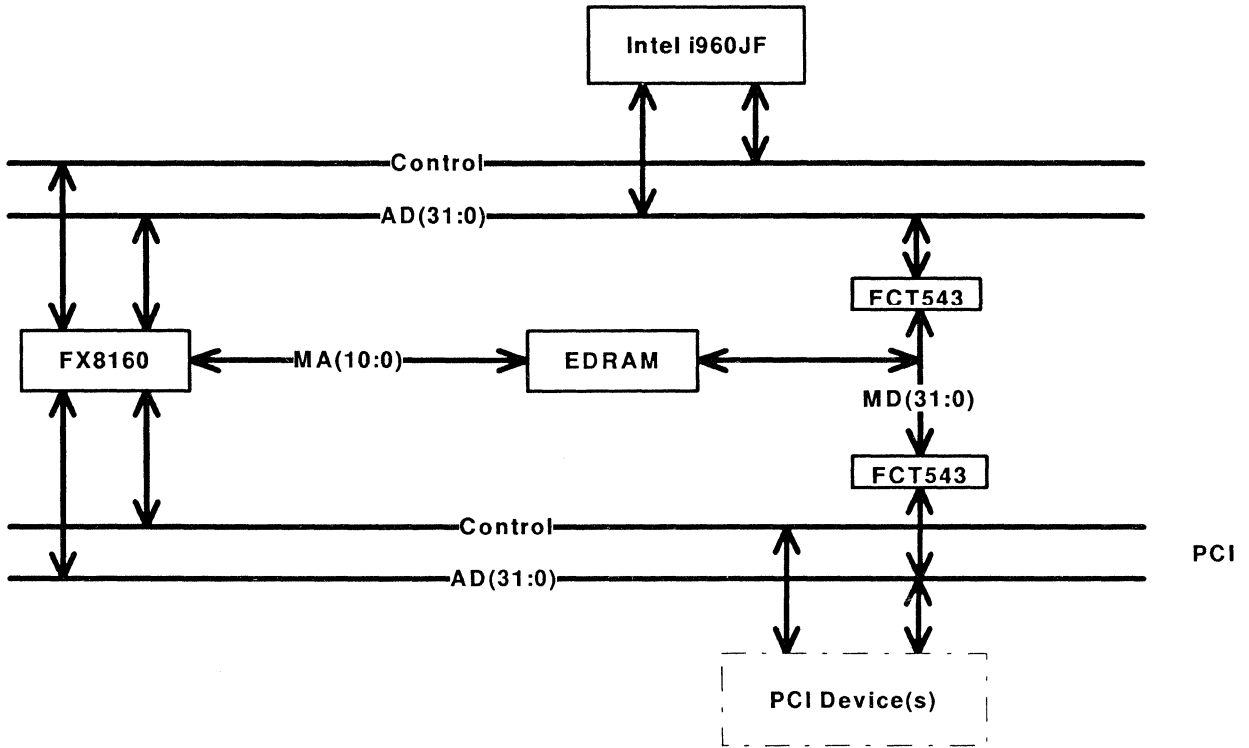 Intel i960JF
Control
AD(31:0)
FCT543
FX8160
MA(10:0)
EDRAM
MD(31:0)
FCT543
Control
PCI
AD(31:0)
PCI Device(s)